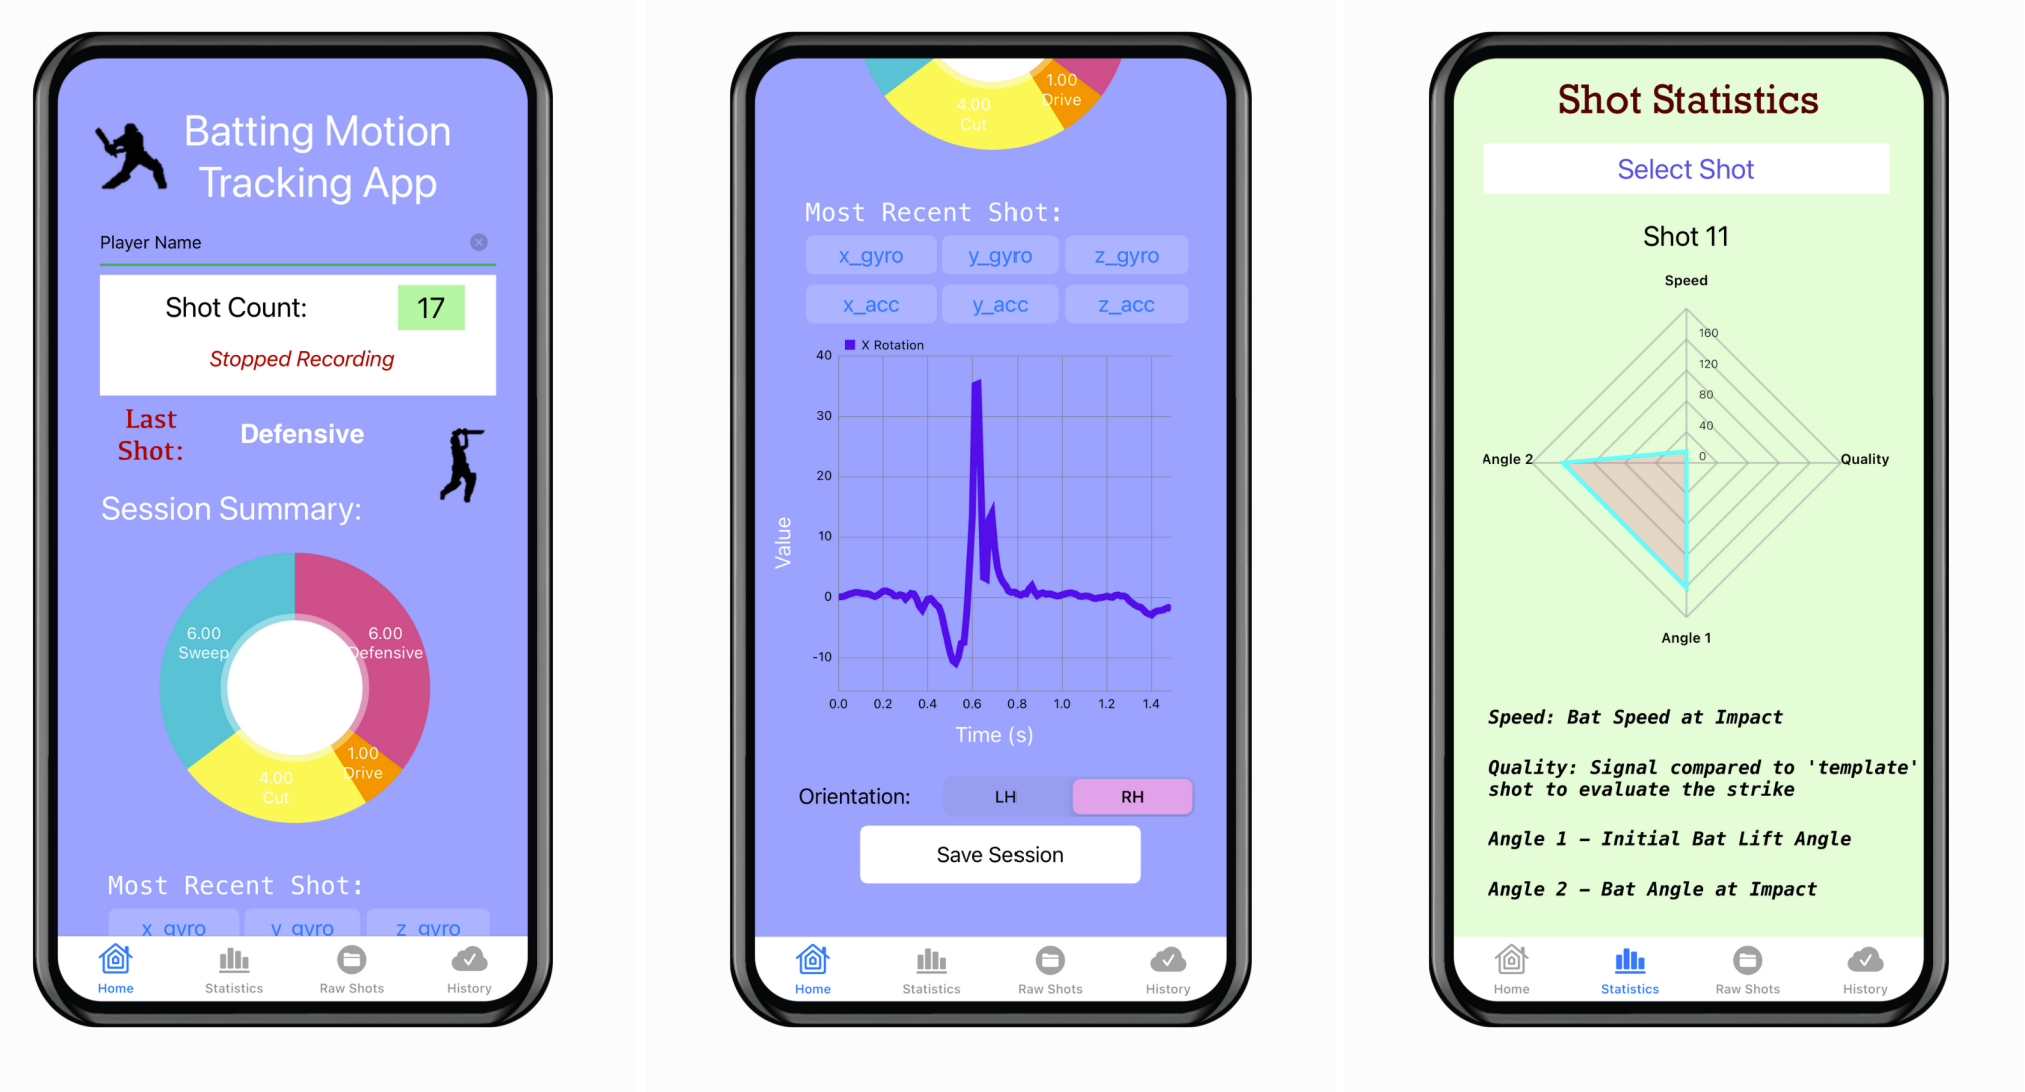 Batting Motion
Tracking App
Player Name
Shot Count:
17
Stopped Recording
Last
Shot:
Defensive
Session Summary:
6.00
Sweep
6.00
Defensive
1.00
Drive
4.00
Cut
Most Recent Shot:
x_gyro y_gyro z_gyro
Home Statistics Raw Shots History
1.00
Drive
4.00
Cut
Most Recent Shot:
x_gyro y_gyro z_gyro
x_acc y_acc z_acc
X Rotation
40
30
20
10
0
-10
Value
0.0 0.2 0.4 0.6 0.8 1.0 1.2 1.4
Time (s)
Orientation: LH RH
Save Session
Home Statistics Raw Shots History
Shot Statistics
Select Shot
Shot 11
Speed
160
120
80
40
0
Angle 2
Quality
Angle 1
Speed: Bat Speed at Impact
Quality: Signal compared to 'template'
shot to evaluate the strike
Angle 1 – Initial Bat Lift Angle
Angle 2 – Bat Angle at Impact
Home Statistics Raw Shots History